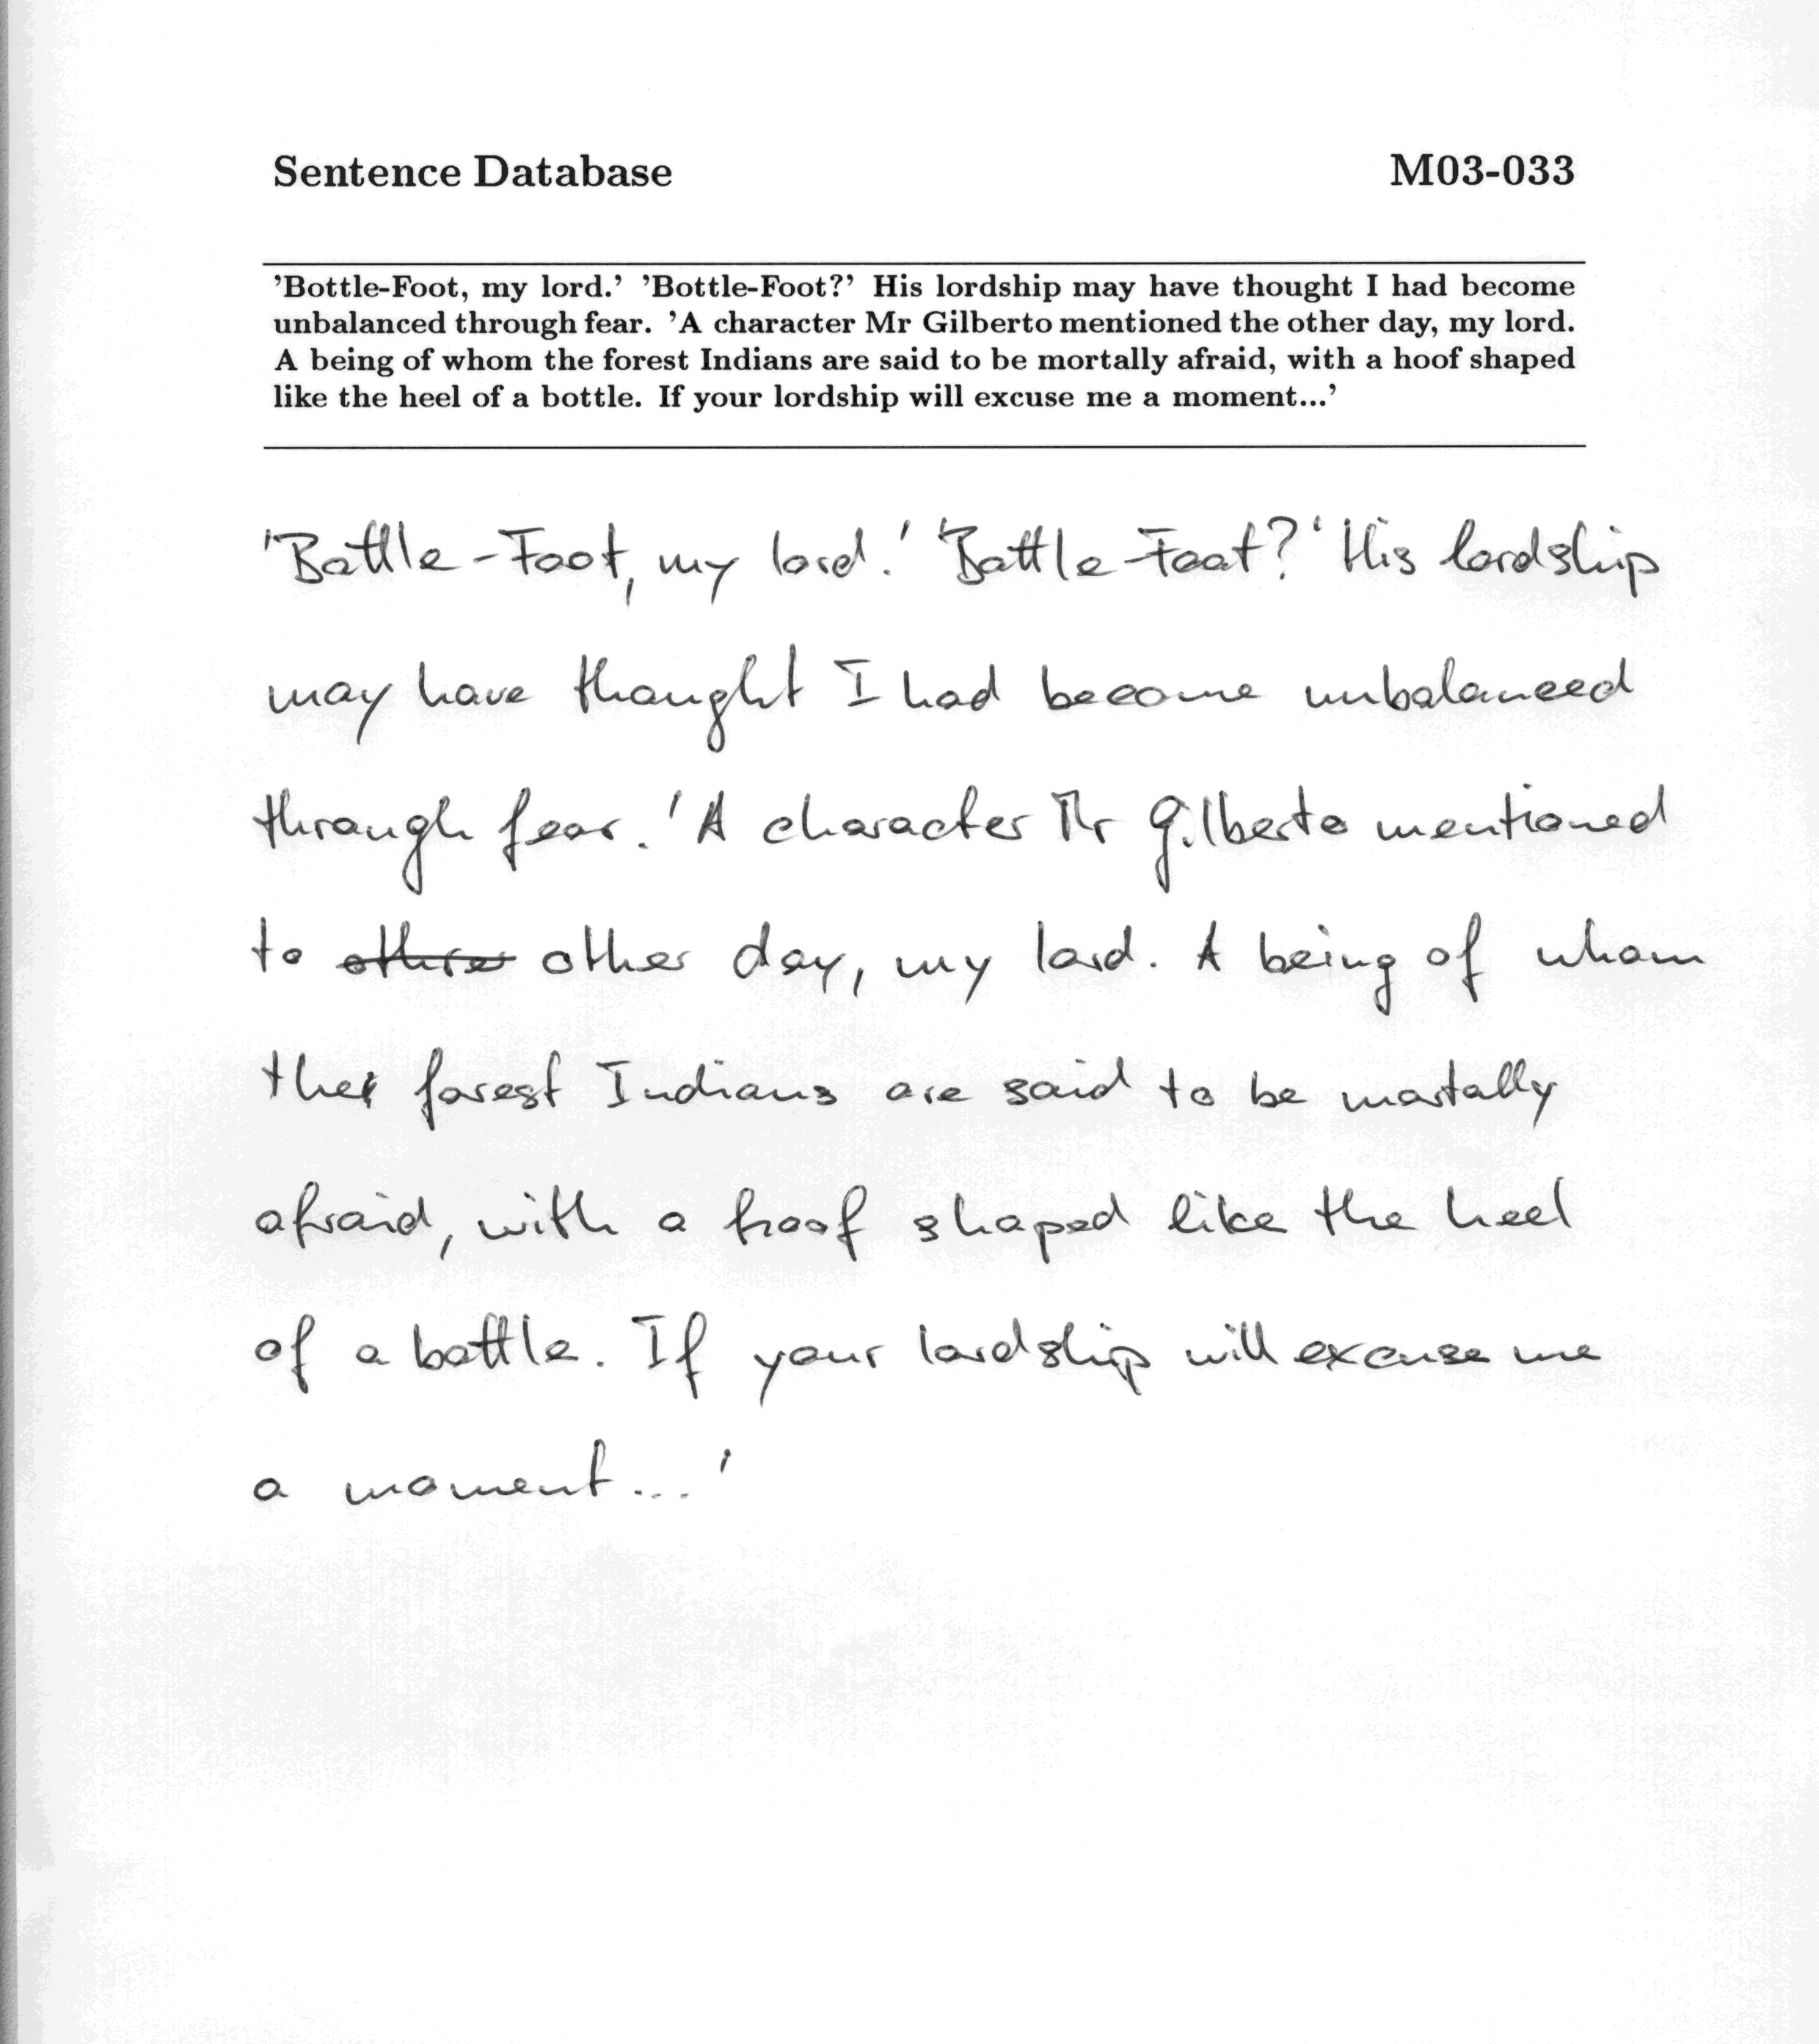 Sentence Database M03-033
’Bottle-Foot, my lord.’ ’Bottle-Foot?’ His lordship may have thought I had become
unbalanced through fear. ’A character Mr Gilberto mentioned the other day, my lord.
A being of whom the forest Indians are said to be mortally afraid, with a hoof shaped
like the heel of a bottle. If your lordship will excuse me a moment...’
'Bottle-Foot, my lord.' 'Bottle-Foot?' His lordship
may have thought I had become unbalanced
through fear. 'A character Mr Gilberto mentioned
to other day, my lord. A being of whom
the forest Indians are said to be mortally
afraid, with a hoof shaped like the heel
of a bottle. If your lordship will excuse me
a moment...'